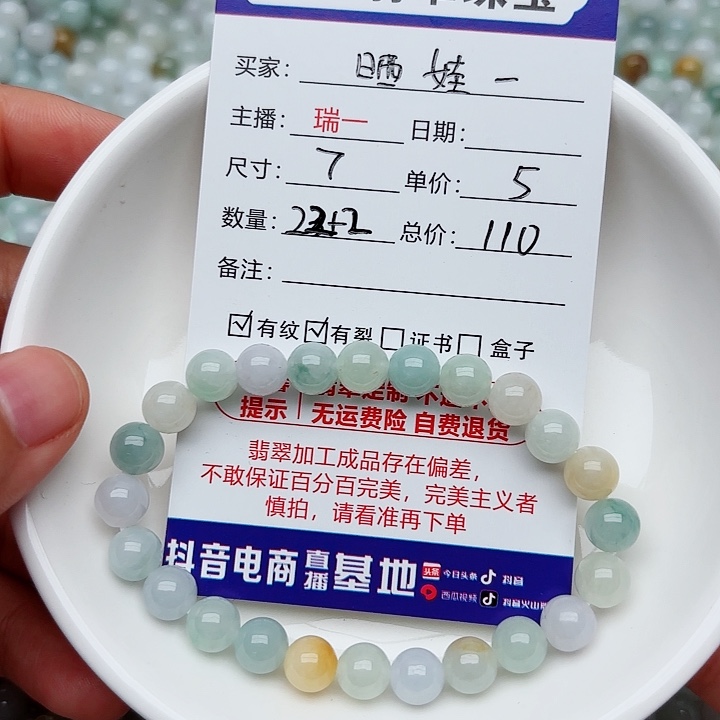 买家: 晒娃一
主播: 瑞一 日期:
尺寸: 7 单价: 5
数量: 22+2 总价: 110
备注:
有纹 有裂 证书 盒子
提示 无运费险 自费退货
翡翠加工成品存在偏差，
不敢保证百分百完美，完美主义者
慎拍，请看准再下单
抖音电商 直播 基地 头条 今日头条 抖音
西瓜视频 抖音火山版